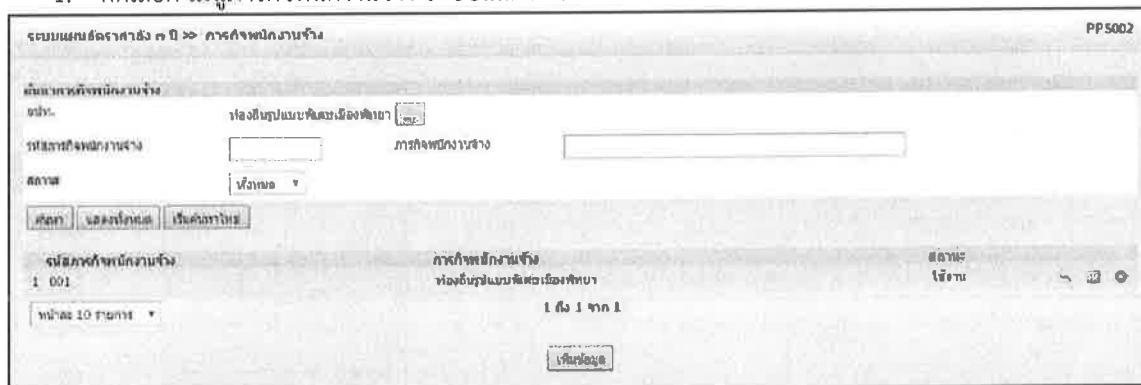 ระบบแผนอัตรากำลัง ๓ ปี >> ภารกิจพนักงานจ้าง PPS002
ค้นหาภารกิจพนักงานจ้าง
อปท. ท้องถิ่นรูปแบบพิเศษเมืองพัทยา ...
รหัสภารกิจพนักงานจ้าง ภารกิจพนักงานจ้าง
สถานะ ทั้งหมด
ค้นหา แสดงทั้งหมด เริ่มค้นหาใหม่
รหัสภารกิจพนักงานจ้าง ภารกิจพนักงานจ้าง สถานะ
1 001 ท้องถิ่นรูปแบบพิเศษเมืองพัทยา ใช้งาน
หน้าละ 10 รายการ 1 ถึง 1 จาก 1
เพิ่มข้อมูล